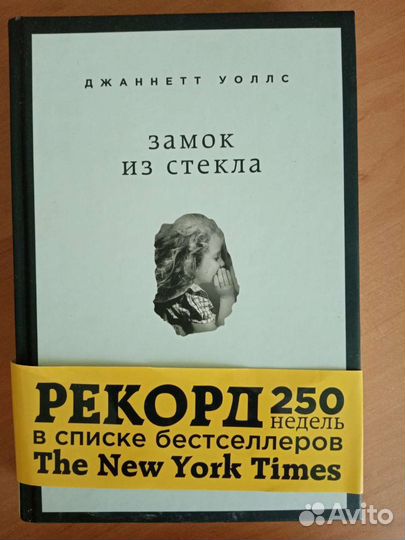 ДЖАННЕТТ УОЛЛС
замок
из стекла
РЕКОРД 250
недель
в списке бестселлеров
The New York Times
Avito